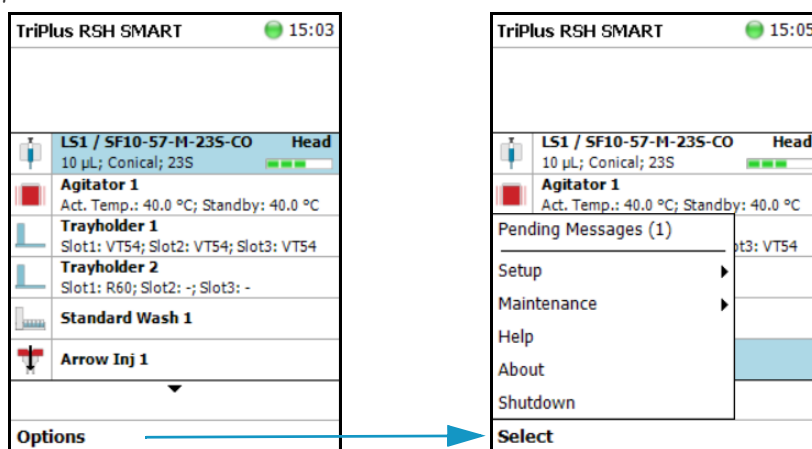 TriPlus RSH SMART 15:03
LS1 / SF10-57-M-23S-CO Head
10 µL; Conical; 23S
Agitator 1
Act. Temp.: 40.0 °C; Standby: 40.0 °C
Trayholder 1
Slot1: VT54; Slot2: VT54; Slot3: VT54
Trayholder 2
Slot1: R60; Slot2: -; Slot3: -
Standard Wash 1
Arrow Inj 1
Options
TriPlus RSH SMART 15:05
LS1 / SF10-57-M-23S-CO Head
10 µL; Conical; 23S
Agitator 1
Act. Temp.: 40.0 °C; Standby: 40.0 °C
Pending Messages (1)
ot3: VT54
Setup
Maintenance
Help
About
Shutdown
Select